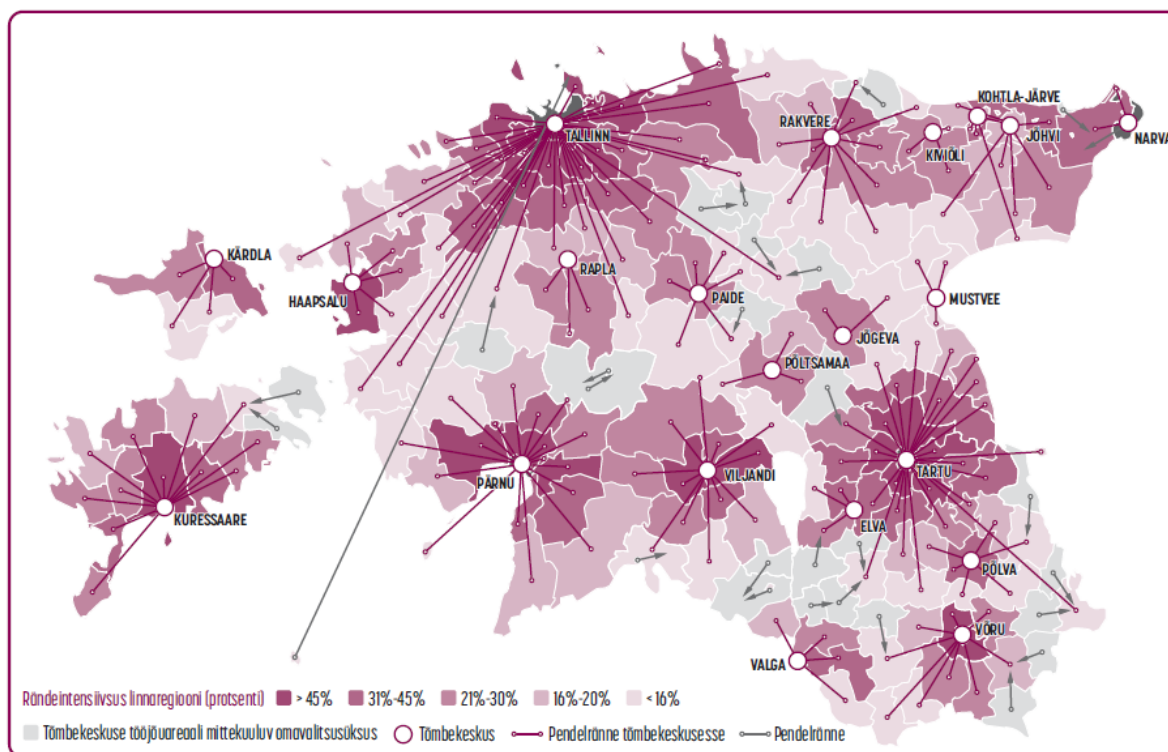 KOHTLA-JÄRVE
TALLINN
RAKVERE
KIVIÕLI
JÕHVI
NARVA
KÄRDLA
HAAPSALU
RAPLA
PAIDE
MUSTVEE
JÕGEVA
PÕLTSAMAA
PÄRNU
VILJANDI
TARTU
KURESSAARE
ELVA
PÕLVA
VÕRU
VALGA
Rändeintensiivsus linnaregiooni (protsenti) > 45% 31%-45% 21%-30% 16%-20% <16%
Tõmbekeskuse tööjõuareaali mittekuuluv omavalitsusüksus Tõmbekeskus Pendelränne tõmbekeskusesse Pendelränne